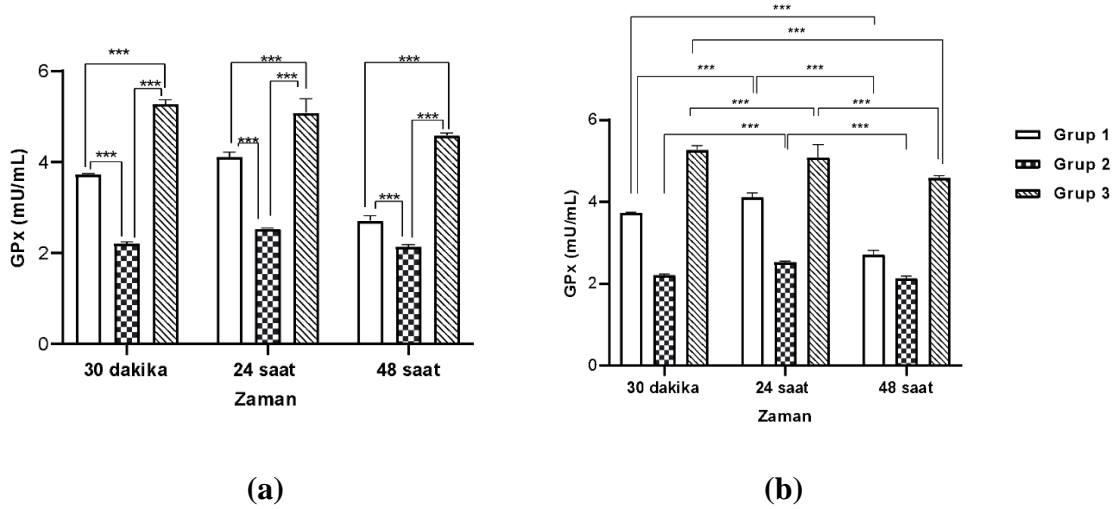 ***
***
***
***
***
***
***
***
***
6
4
2
0
GPx (mU/mL)
30 dakika 24 saat 48 saat
Zaman
(a)
***
***
***
***
***
***
***
***
6
4
2
0
GPx (mU/mL)
30 dakika 24 saat 48 saat
Zaman
Grup 1
Grup 2
Grup 3
(b)